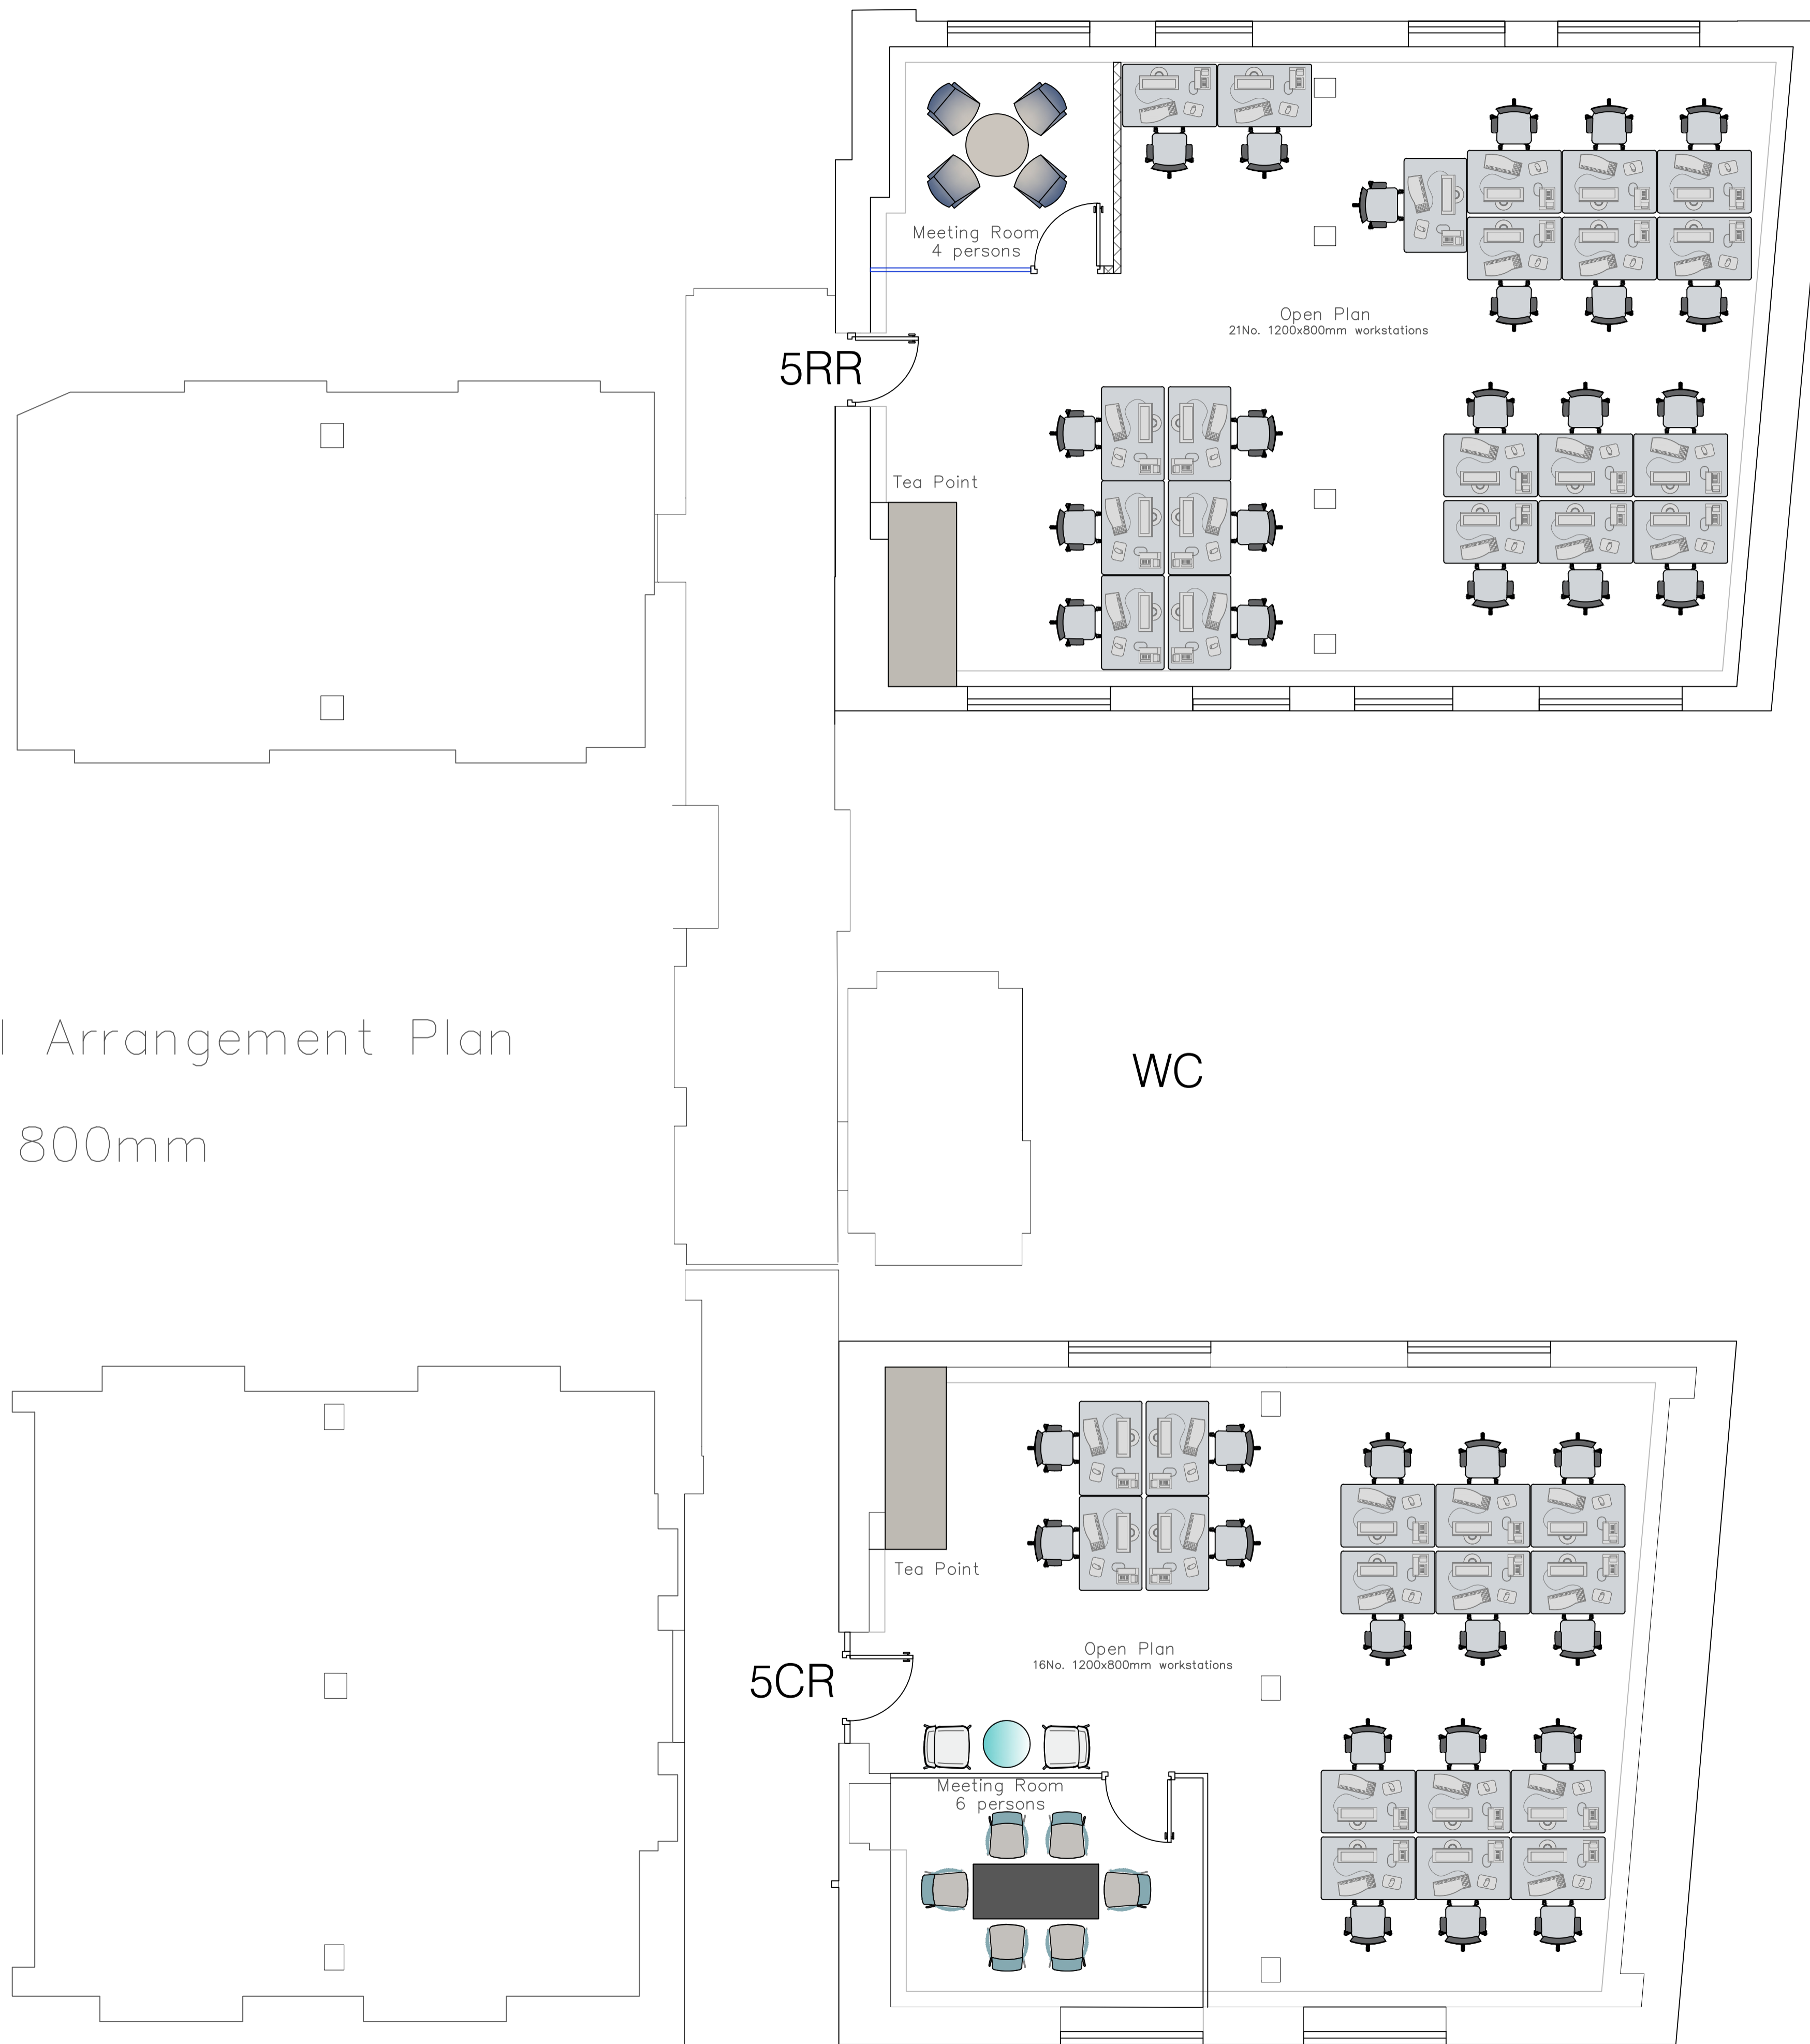 Meeting Room
4 persons
Open Plan
21No. 1200x800mm workstations
5RR
Tea Point
Arrangement Plan
WC
800mm
Tea Point
Open Plan
16No. 1200x800mm workstations
5CR
Meeting Room
6 persons